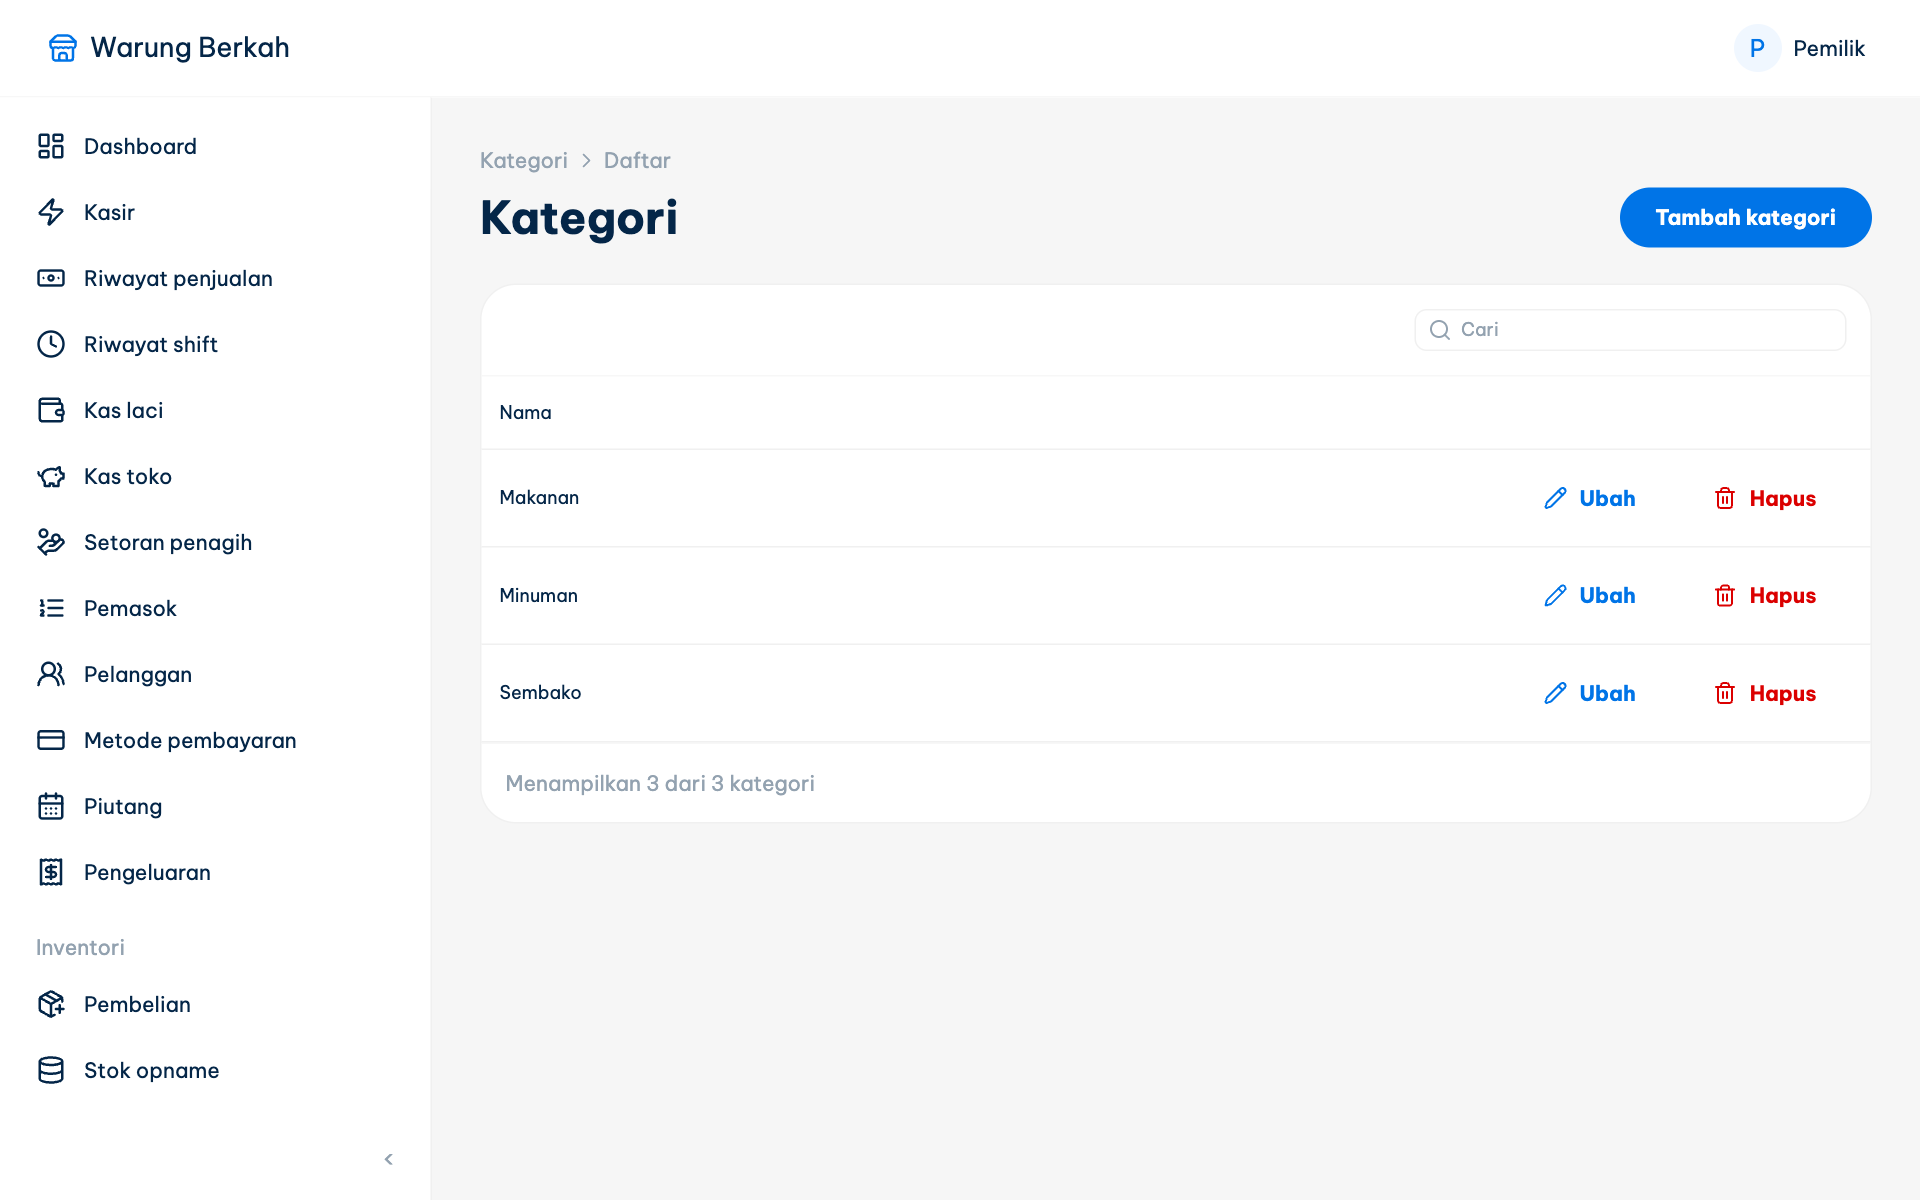 Warung Berkah
P Pemilik
Dashboard
Kasir
Riwayat penjualan
Riwayat shift
Kas laci
Kas toko
Setoran penagih
Pemasok
Pelanggan
Metode pembayaran
Piutang
Pengeluaran
Inventori
Pembelian
Stok opname
Kategori > Daftar
Kategori
Tambah kategori
Cari
Nama
Makanan Ubah Hapus
Minuman Ubah Hapus
Sembako Ubah Hapus
Menampilkan 3 dari 3 kategori